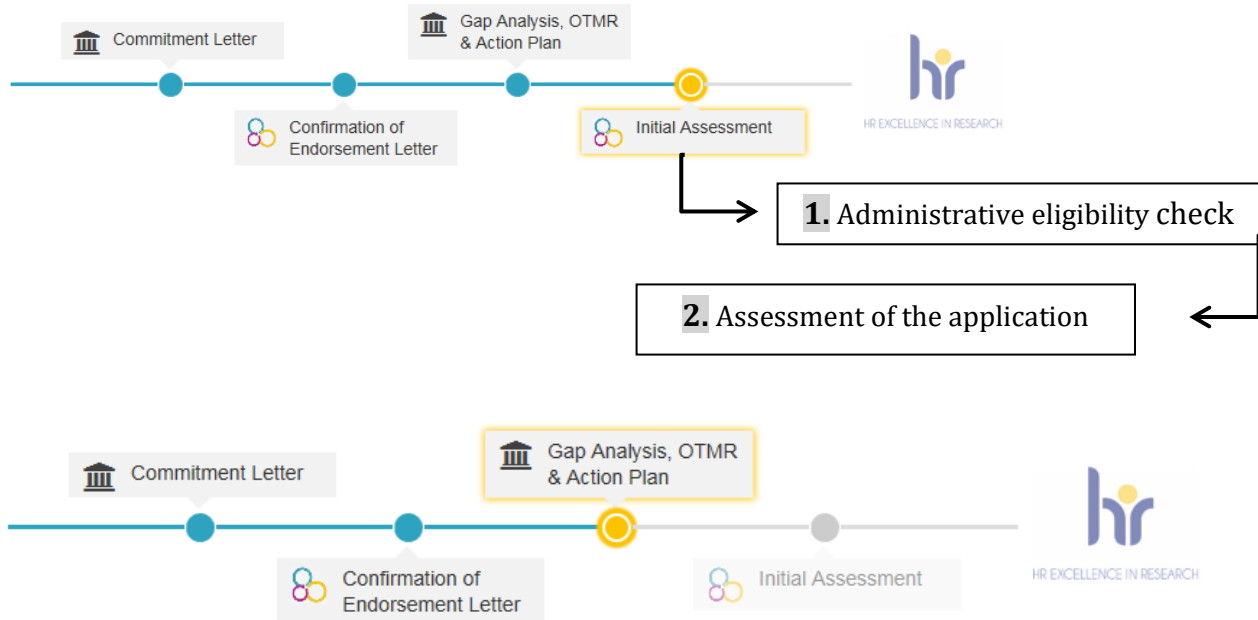 Commitment Letter
Gap Analysis, OTMR
& Action Plan
Confirmation of
Endorsement Letter
Initial Assessment
hr
HR EXCELLENCE IN RESEARCH
1. Administrative eligibility check
2. Assessment of the application
Commitment Letter
Gap Analysis, OTMR
& Action Plan
Confirmation of
Endorsement Letter
Initial Assessment
hr
HR EXCELLENCE IN RESEARCH